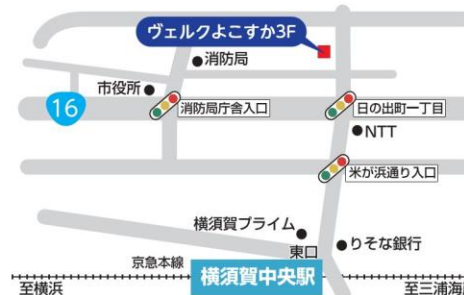 ヴェルクよこすか3F
消防局
市役所
16
消防局庁舎入口
日の出町一丁目
NTT
米が浜通り入口
横須賀プライム
東口
りそな銀行
京急本線
横須賀中央駅
至横浜
至三浦海